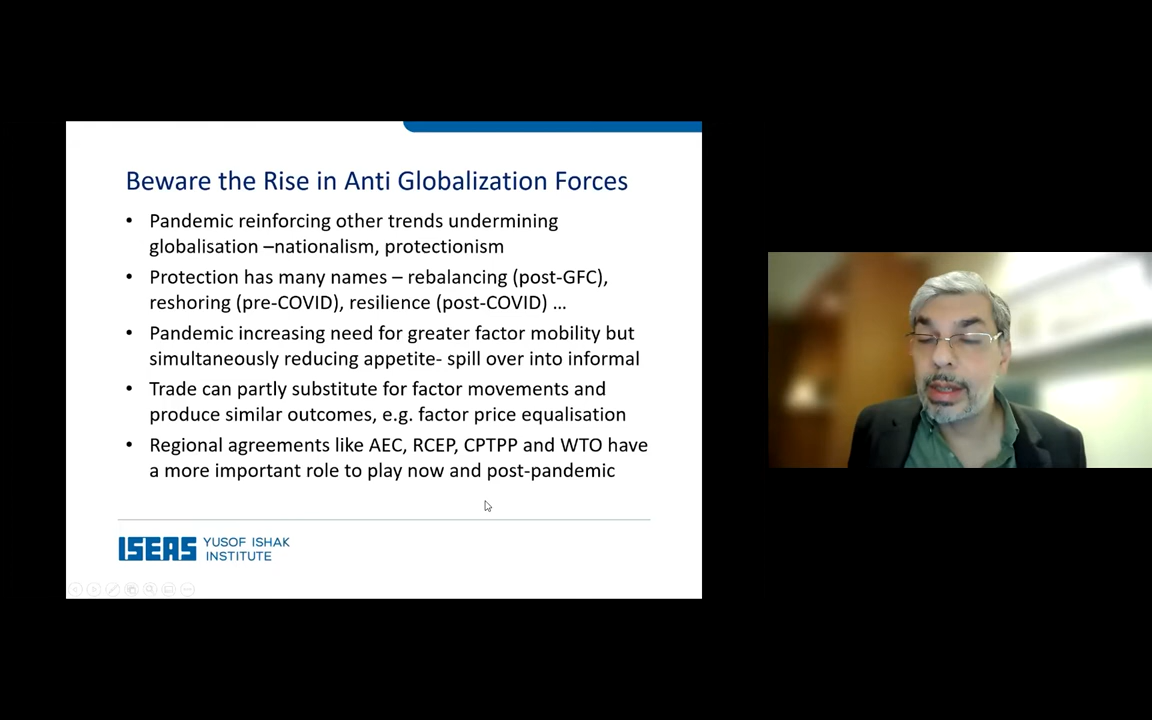 Beware the Rise in Anti Globalization Forces
• Pandemic reinforcing other trends undermining
globalisation –nationalism, protectionism
• Protection has many names – rebalancing (post-GFC),
reshoring (pre-COVID), resilience (post-COVID) ...
• Pandemic increasing need for greater factor mobility but
simultaneously reducing appetite- spill over into informal
• Trade can partly substitute for factor movements and
produce similar outcomes, e.g. factor price equalisation
• Regional agreements like AEC, RCEP, CPTPP and WTO have
a more important role to play now and post-pandemic
ISEAS YUSOF ISHAK
INSTITUTE